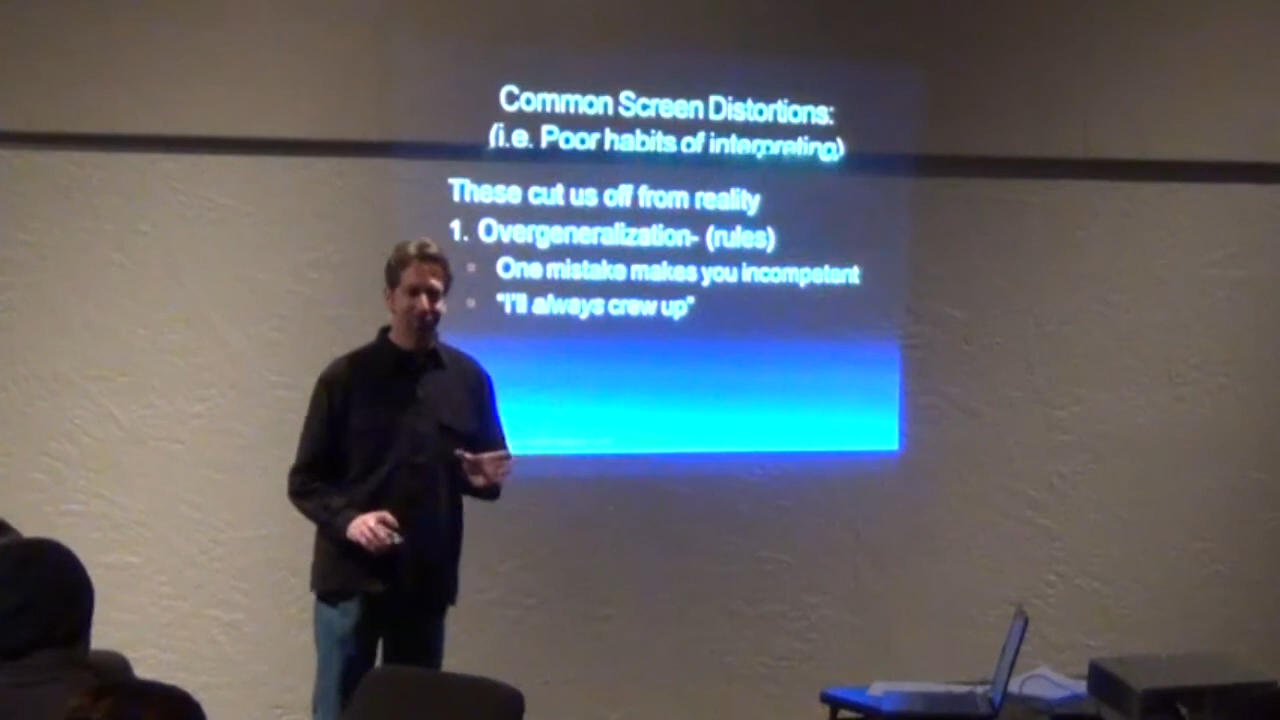 Common Screen Distortions:
(i.e. Poor habits of interpreting)
These cut us off from reality
1. Overgeneralization- (rules)
One mistake makes you incompetent
"I'll always crew up"